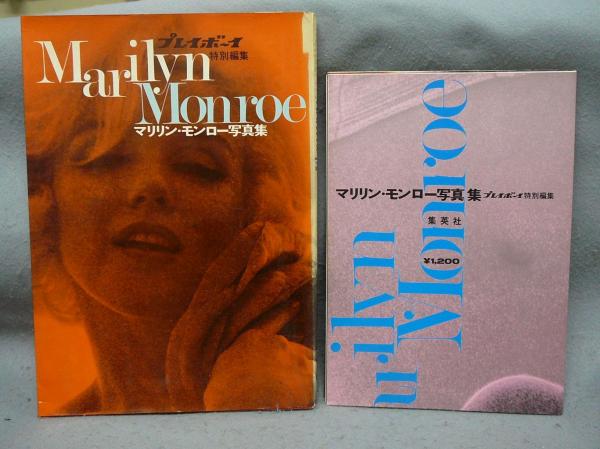 プレイボーイ
特別編集
Marilyn
Monroe
マリリン・モンロー写真集
マリリン・モンロー写真集 プレイボーイ特別編集
集英社
¥1,200
Monroe
rilyn